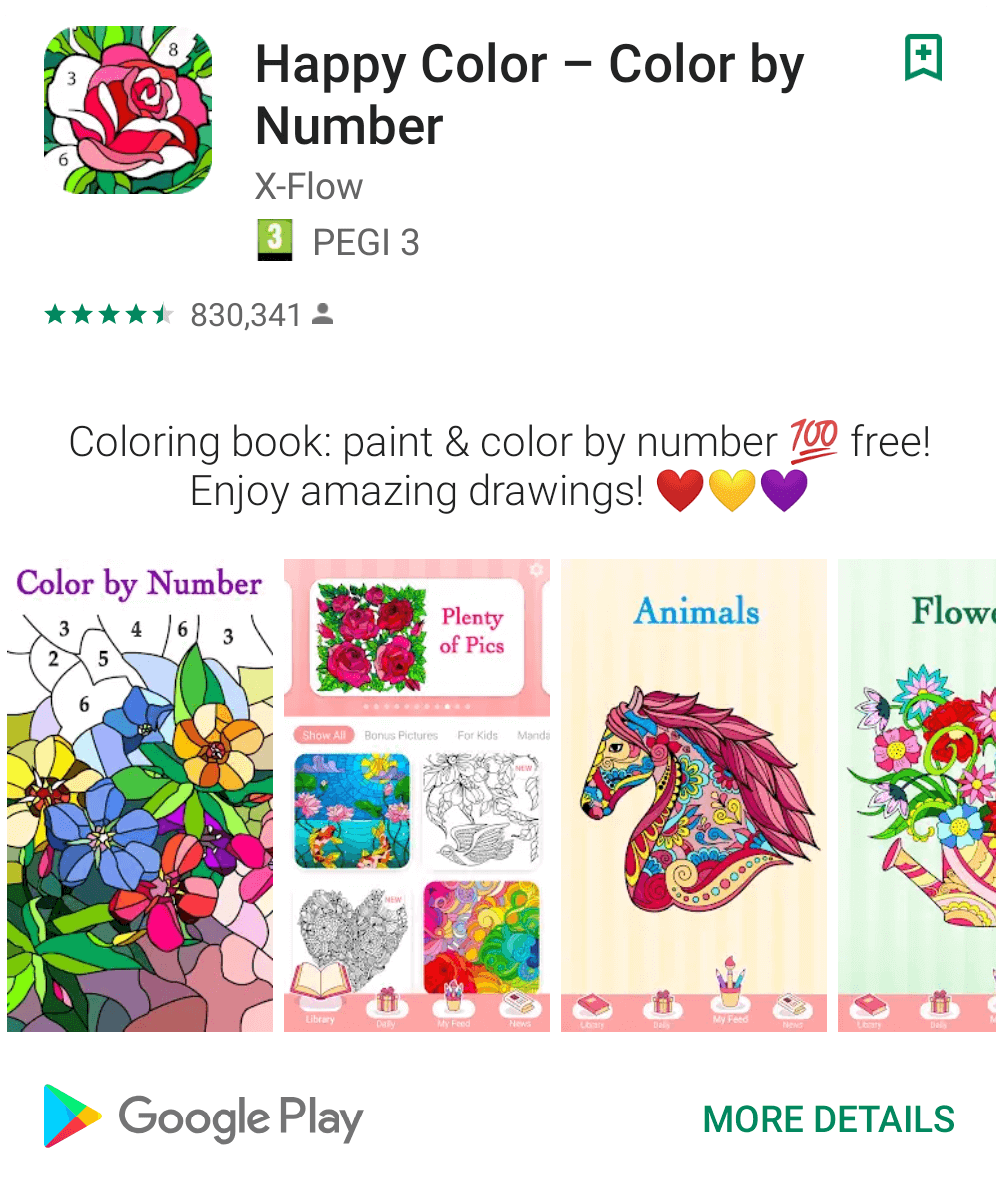 8
3
6
Happy Color – Color by
Number
X-Flow
3 PEGI 3
830,341
Coloring book: paint & color by number 💯 free!
Enjoy amazing drawings! ❤️💛💜
Color by Number
3 4 6 3
2 5
6
Plenty
of Pics
Show All Bonus Pictures For Kids Manda
NEW
NEW
Library Daily My Feed News
Animals
Library Daily My Feed News
Flowe
Library Daily M
Google Play
MORE DETAILS